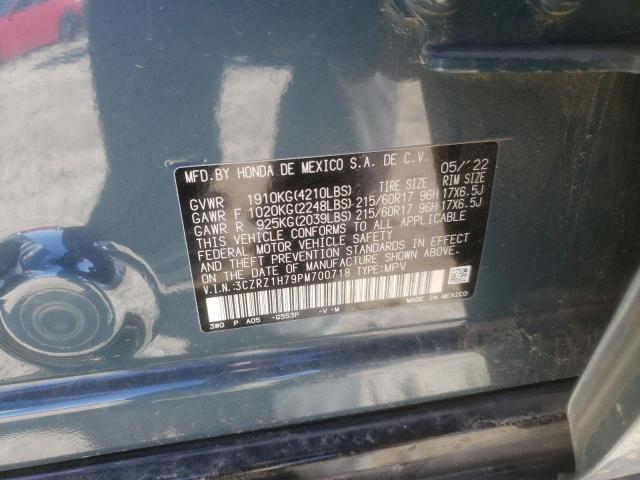 MFD.BY HONDA DE MEXICO S.A. DE C.V. 05/'22
GVWR 1910KG(4210LBS) TIRE SIZE RIM SIZE
GAWR F 1020KG(2248LBS) 215/60R17 96H 17X6.5J
GAWR R 925KG(2039LBS) 215/60R17 96H 17X6.5J
THIS VEHICLE CONFORMS TO ALL APPLICABLE
FEDERAL MOTOR VEHICLE SAFETY
AND THEFT PREVENTION STANDARDS IN EFFECT
ON THE DATE OF MANUFACTURE SHOWN ABOVE.
V.I.N.:3CZRZ1H79PM700718 TYPE:MPV
3W0 P A05 -G553P -V-M MADE IN MEXICO